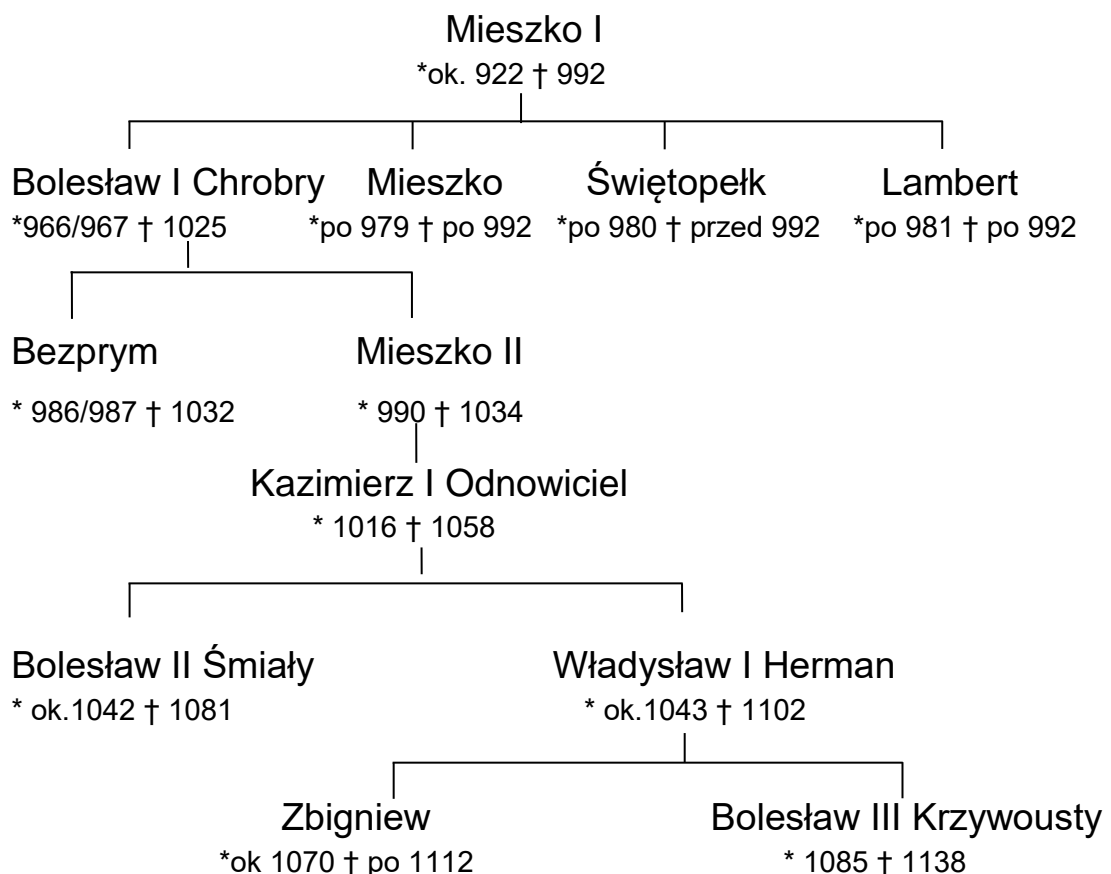 Mieszko I
*ok. 922 † 992
Bolesław I Chrobry Mieszko Świętopełk Lambert
*966/967 † 1025 *po 979 † po 992 *po 980 † przed 992 *po 981 † po 992
Bezprym Mieszko II
* 986/987 † 1032 * 990 † 1034
Kazimierz I Odnowiciel
* 1016 † 1058
Bolesław II Śmiały Władysław I Herman
* ok.1042 † 1081 * ok.1043 † 1102
Zbigniew Bolesław III Krzywousty
*ok 1070 † po 1112 * 1085 † 1138